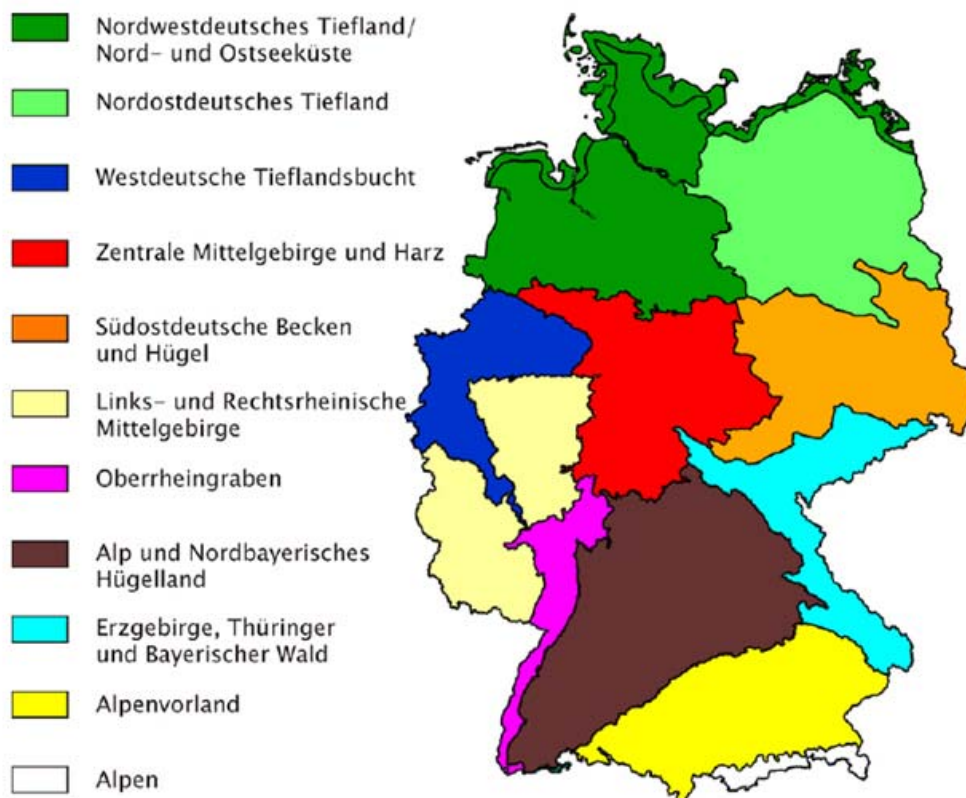 Nordwestdeutsches Tiefland/
Nord- und Ostseeküste
Nordostdeutsches Tiefland
Westdeutsche Tieflandsbucht
Zentrale Mittelgebirge und Harz
Südostdeutsche Becken
und Hügel
Links- und Rechtsrheinische
Mittelgebirge
Oberrheingraben
Alp und Nordbayerisches
Hügelland
Erzgebirge, Thüringer
und Bayerischer Wald
Alpenvorland
Alpen